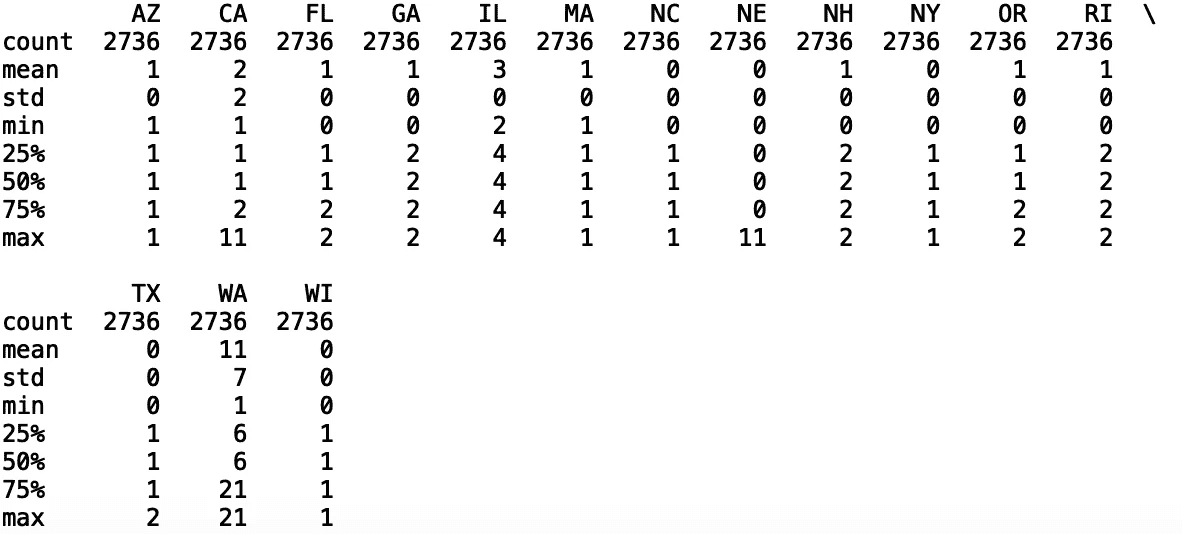 AZ    CA    FL    GA    IL    MA    NC    NE    NH    NY    OR    RI  \
count  2736  2736  2736  2736  2736  2736  2736  2736  2736  2736  2736  2736
mean      1     2     1     1     3     1     0     0     1     0     1     1
std       0     2     0     0     0     0     0     0     0     0     0     0
min       1     1     0     0     2     1     0     0     0     0     0     0
25%       1     1     1     2     4     1     1     0     2     1     1     2
50%       1     1     1     2     4     1     1     0     2     1     1     2
75%       1     2     2     2     4     1     1     0     2     1     2     2
max       1    11     2     2     4     1     1    11     2     1     2     2
         TX    WA    WI
count  2736  2736  2736
mean      0    11     0
std       0     7     0
min       0     1     0
25%       1     6     1
50%       1     6     1
75%       1    21     1
max       2    21     1